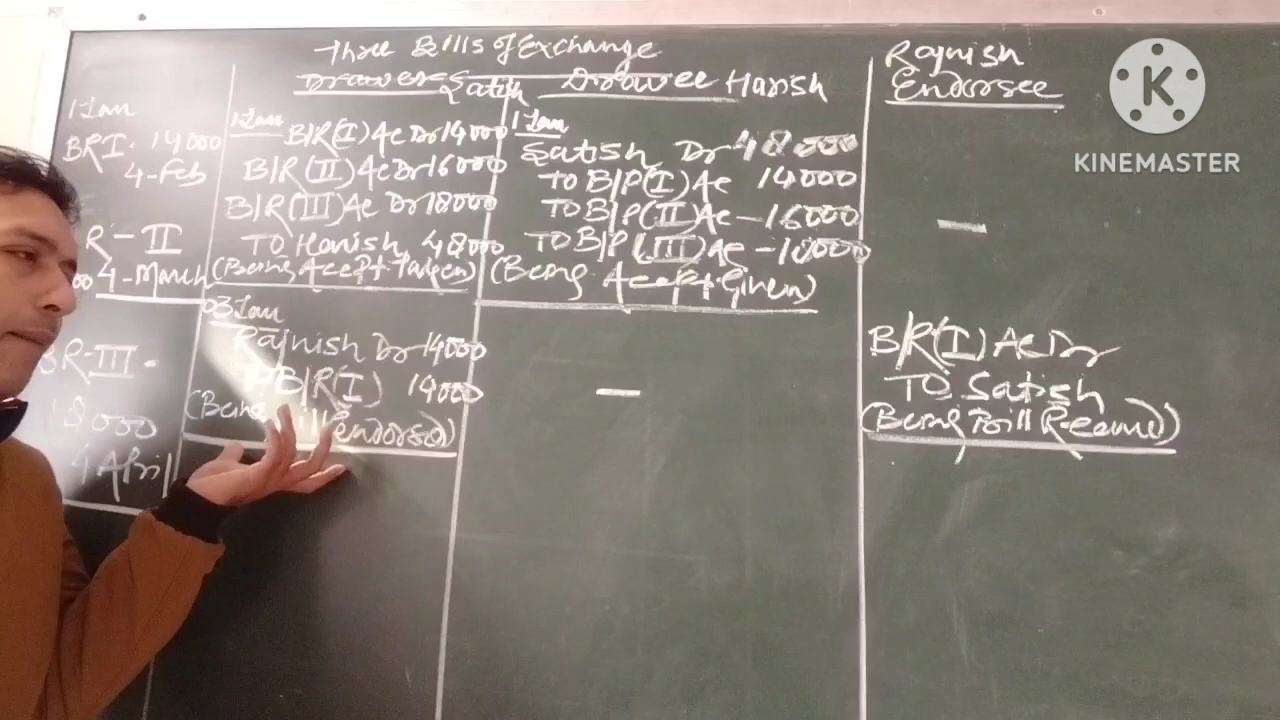 Three Bills of Exchange
Drawer Satish Drawee Harish
Rajnish
Endorsee
1 Jan
BRI. 14000
4-Feb
R-II
00 4-March
BR-III-
18000
4 April
1 Jan B/R(I) Ac Dr 14000
B/R(II) Ac Dr 16000
B/R(III) Ac Dr 18000
To Harish 48000
(Being Accept. Taken)
03 Jan
Rajnish Dr 14000
B/R(I) 14000
(Being Bill endorsed)
1 Jan
Satish Dr 48000
TO B/P(I) Ac 14000
TO B/P(II) Ac - 16000
TO B/P(III) Ac - 18000
(Being Accept. Given)
-
-
B/R(I) Ac Dr
TO Satish
(Being Bill Received)
K
KINEMASTER